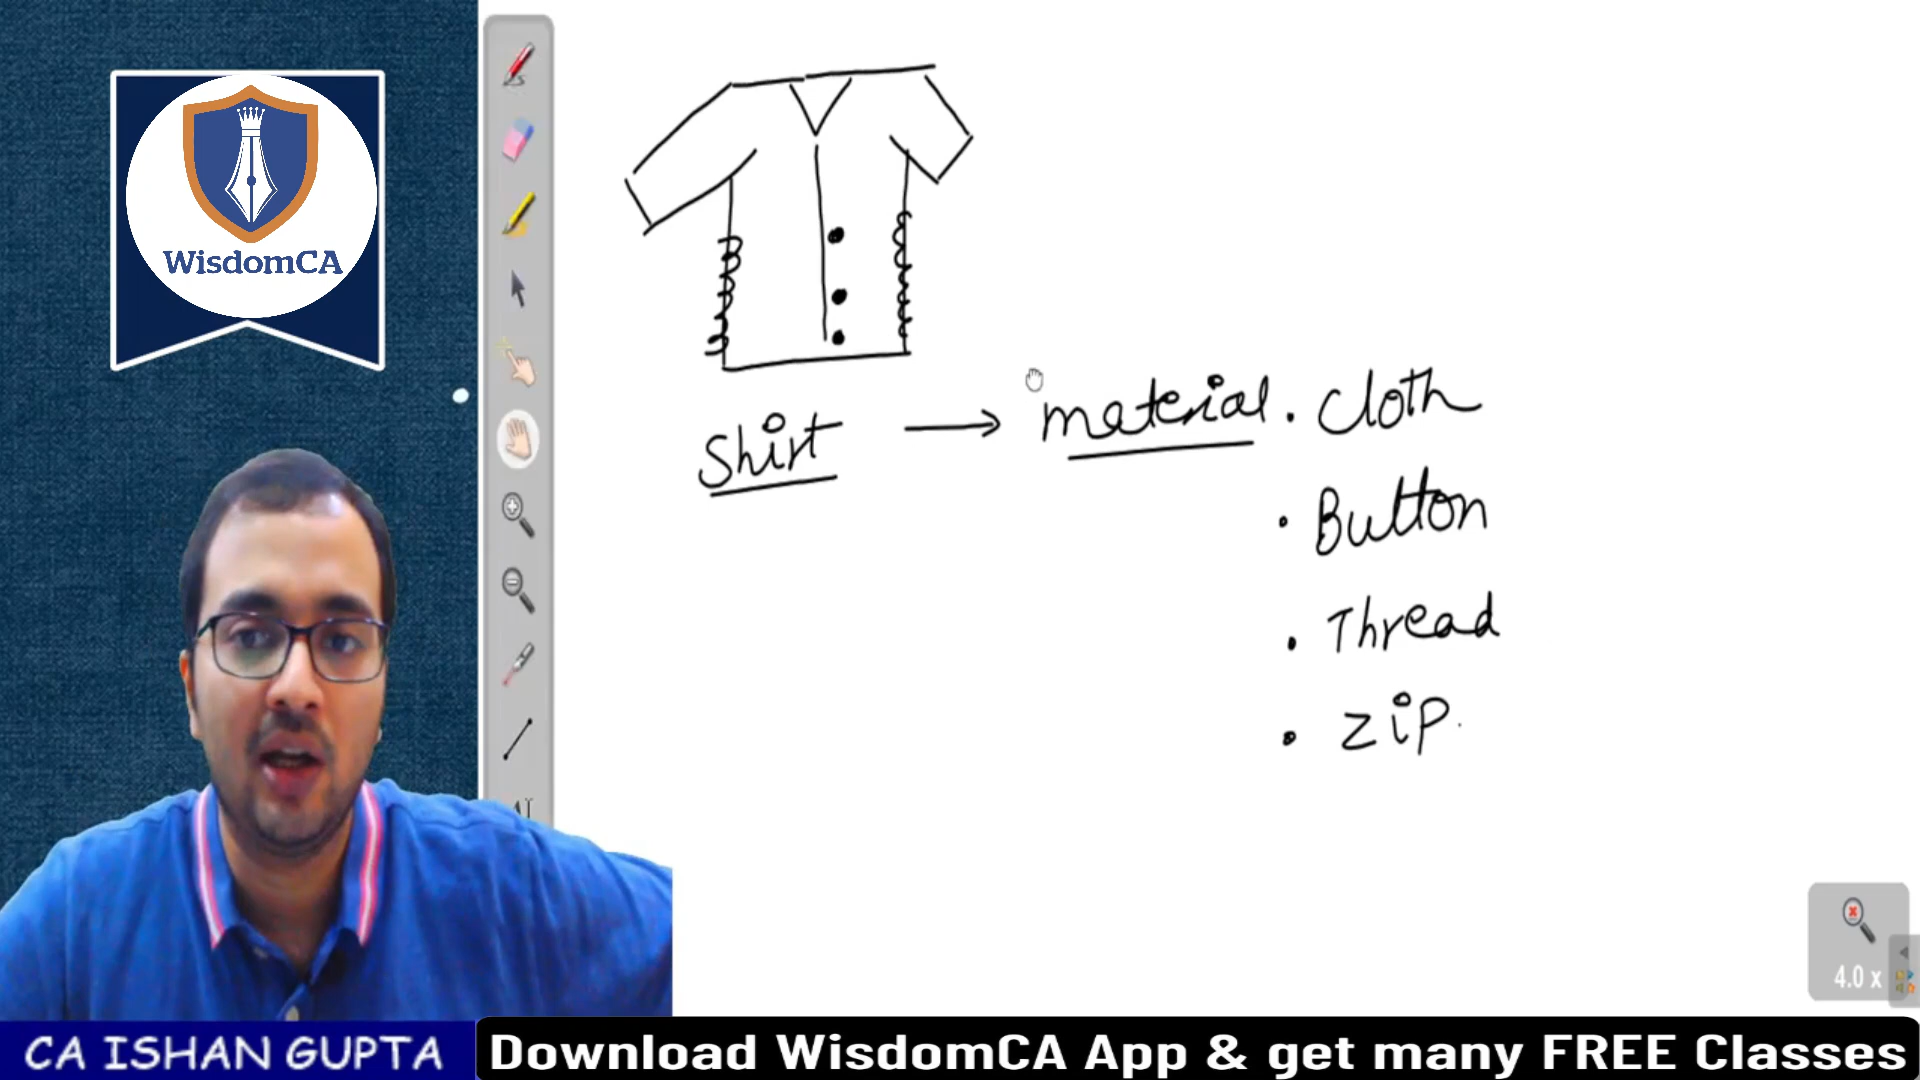 WisdomCA
Shirt → material • Cloth
• Button
• Thread
• Zip
4.0 x
CA ISHAN GUPTA
Download WisdomCA App & get many FREE Classes